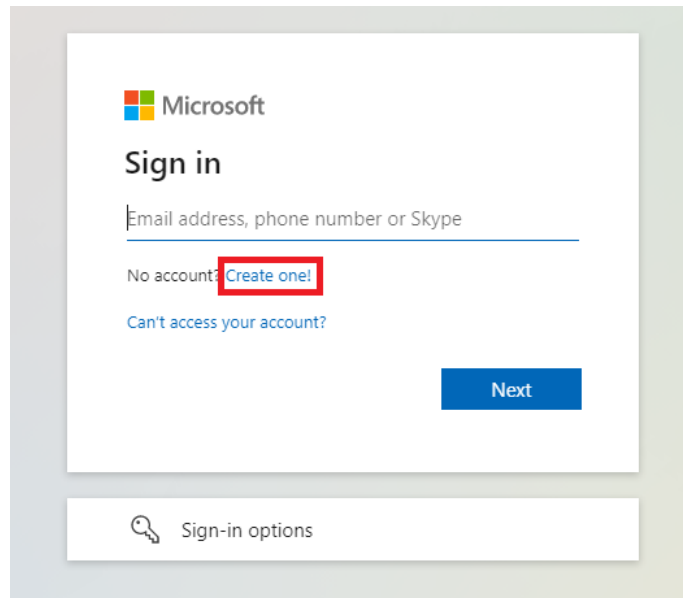 Microsoft
Sign in
Email address, phone number or Skype
No account? Create one!
Can't access your account?
Next
Sign-in options